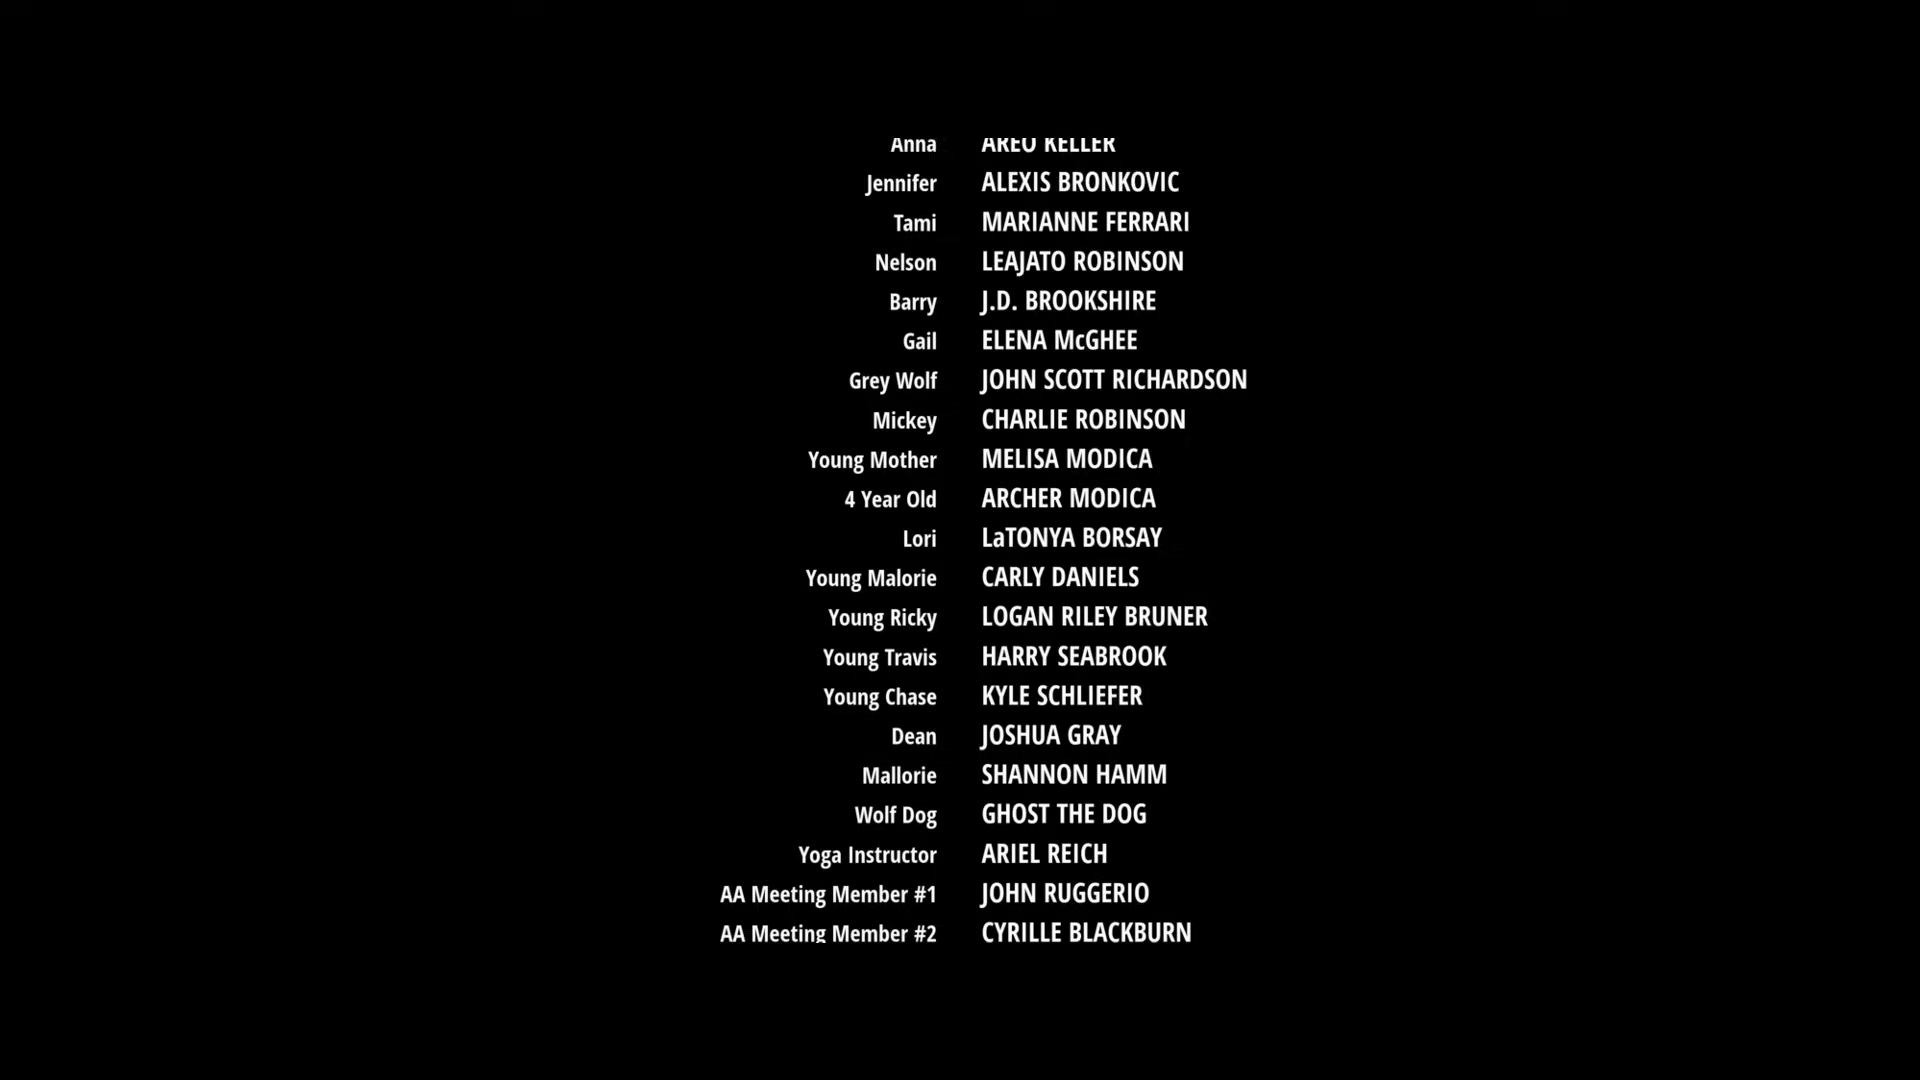 Anna AREO KELLER
Jennifer ALEXIS BRONKOVIC
Tami MARIANNE FERRARI
Nelson LEAJATO ROBINSON
Barry J.D. BROOKSHIRE
Gail ELENA McGHEE
Grey Wolf JOHN SCOTT RICHARDSON
Mickey CHARLIE ROBINSON
Young Mother MELISA MODICA
4 Year Old ARCHER MODICA
Lori LaTONYA BORSAY
Young Malorie CARLY DANIELS
Young Ricky LOGAN RILEY BRUNER
Young Travis HARRY SEABROOK
Young Chase KYLE SCHLIEFER
Dean JOSHUA GRAY
Mallorie SHANNON HAMM
Wolf Dog GHOST THE DOG
Yoga Instructor ARIEL REICH
AA Meeting Member #1 JOHN RUGGERIO
AA Meeting Member #2 CYRILLE BLACKBURN